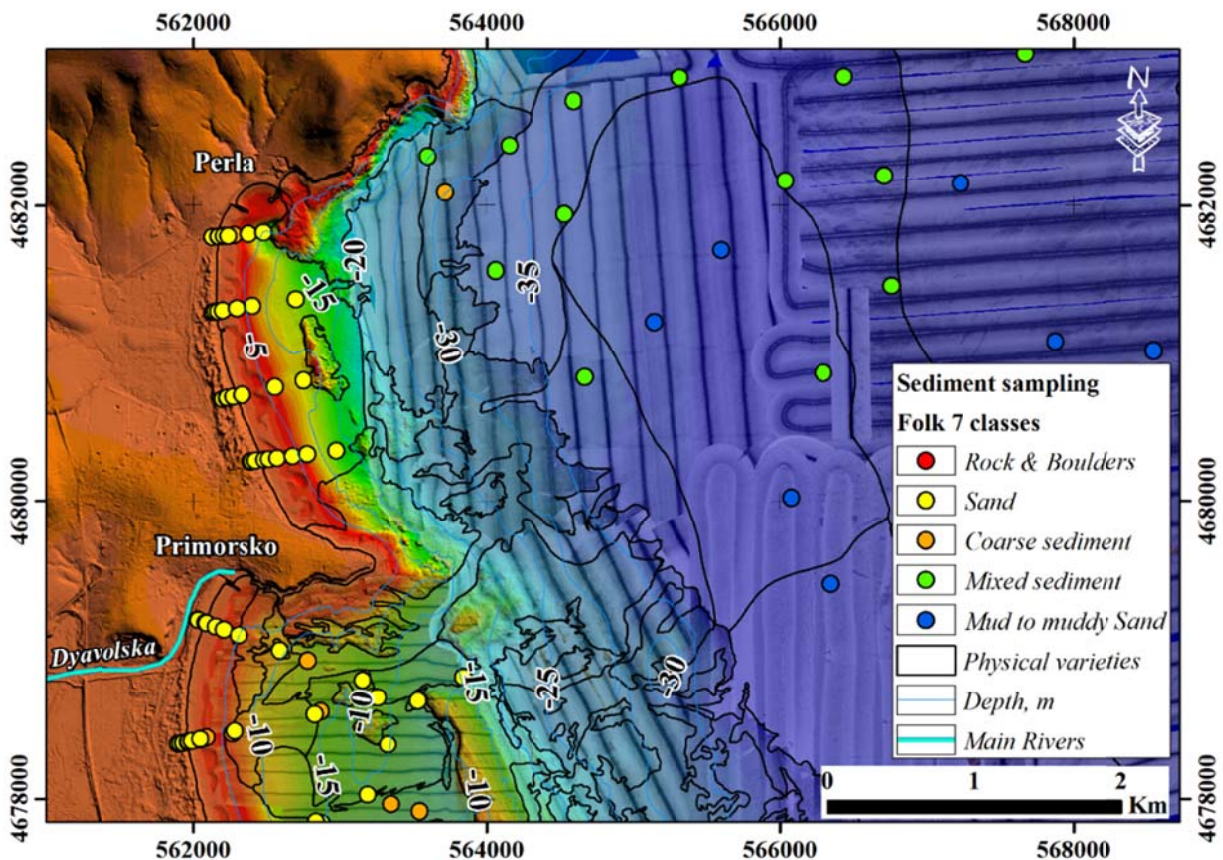 562000 564000 566000 568000
N
Perla
4682000 4682000
-20
-15
-35
-5
-30
4680000 4680000
Primorsko
Dyavolska
-15
-25
-30
-10
-10
-15
-10
4678000 4678000
Sediment sampling
Folk 7 classes
Rock & Boulders
Sand
Coarse sediment
Mixed sediment
Mud to muddy Sand
Physical varieties
Depth, m
Main Rivers
0 1 2
Km
562000 564000 566000 568000